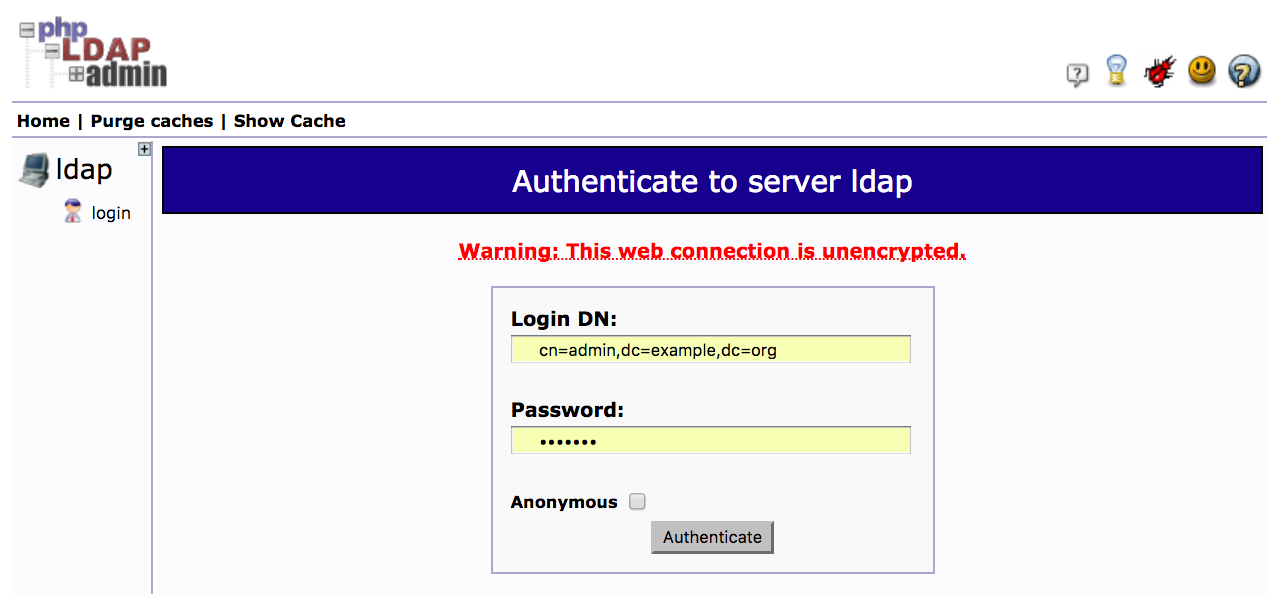 php
LDAP
admin
Home | Purge caches | Show Cache
ldap
login
Authenticate to server ldap
Warning: This web connection is unencrypted.
Login DN:
cn=admin,dc=example,dc=org
Password:
•••••••
Anonymous
Authenticate